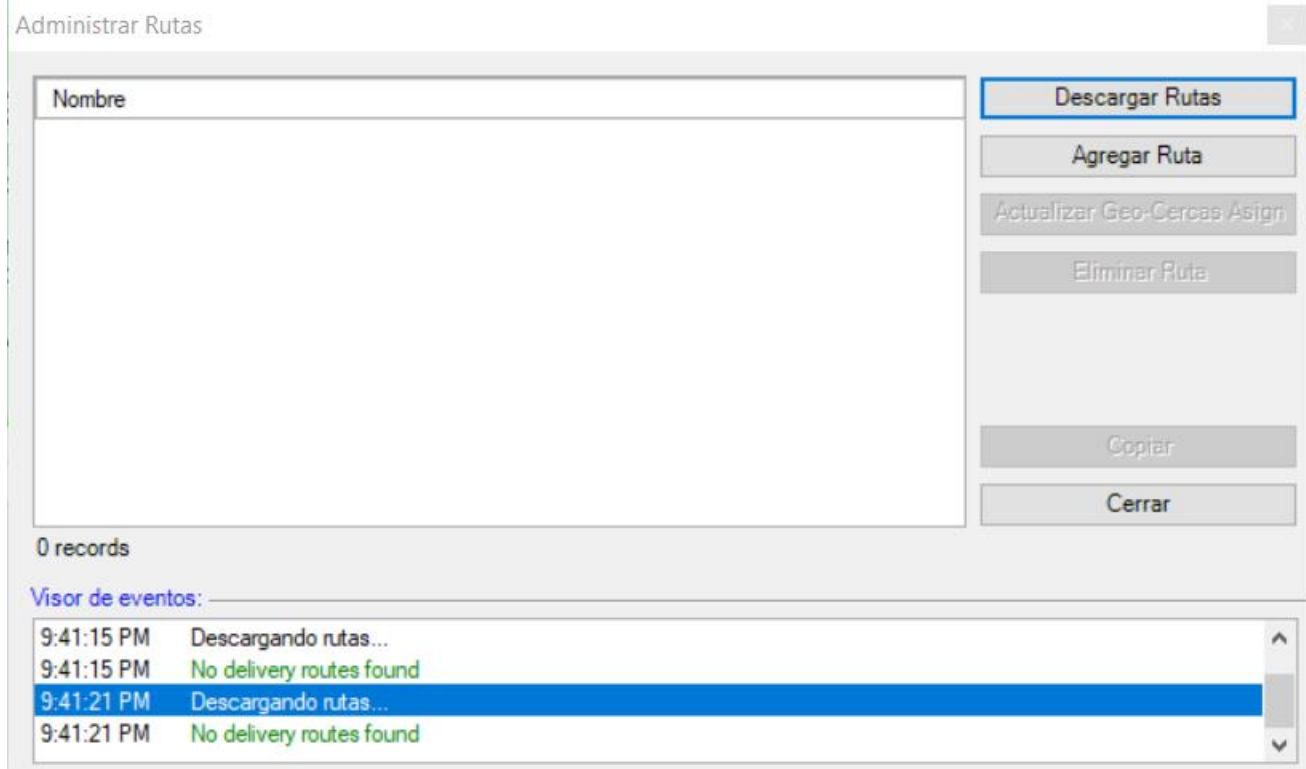 Administrar Rutas
Nombre
Descargar Rutas
Agregar Ruta
Actualizar Geo-Cercas Asign
Eliminar Ruta
Copiar
Cerrar
0 records
Visor de eventos:
9:41:15 PM Descargando rutas...
9:41:15 PM No delivery routes found
9:41:21 PM Descargando rutas...
9:41:21 PM No delivery routes found